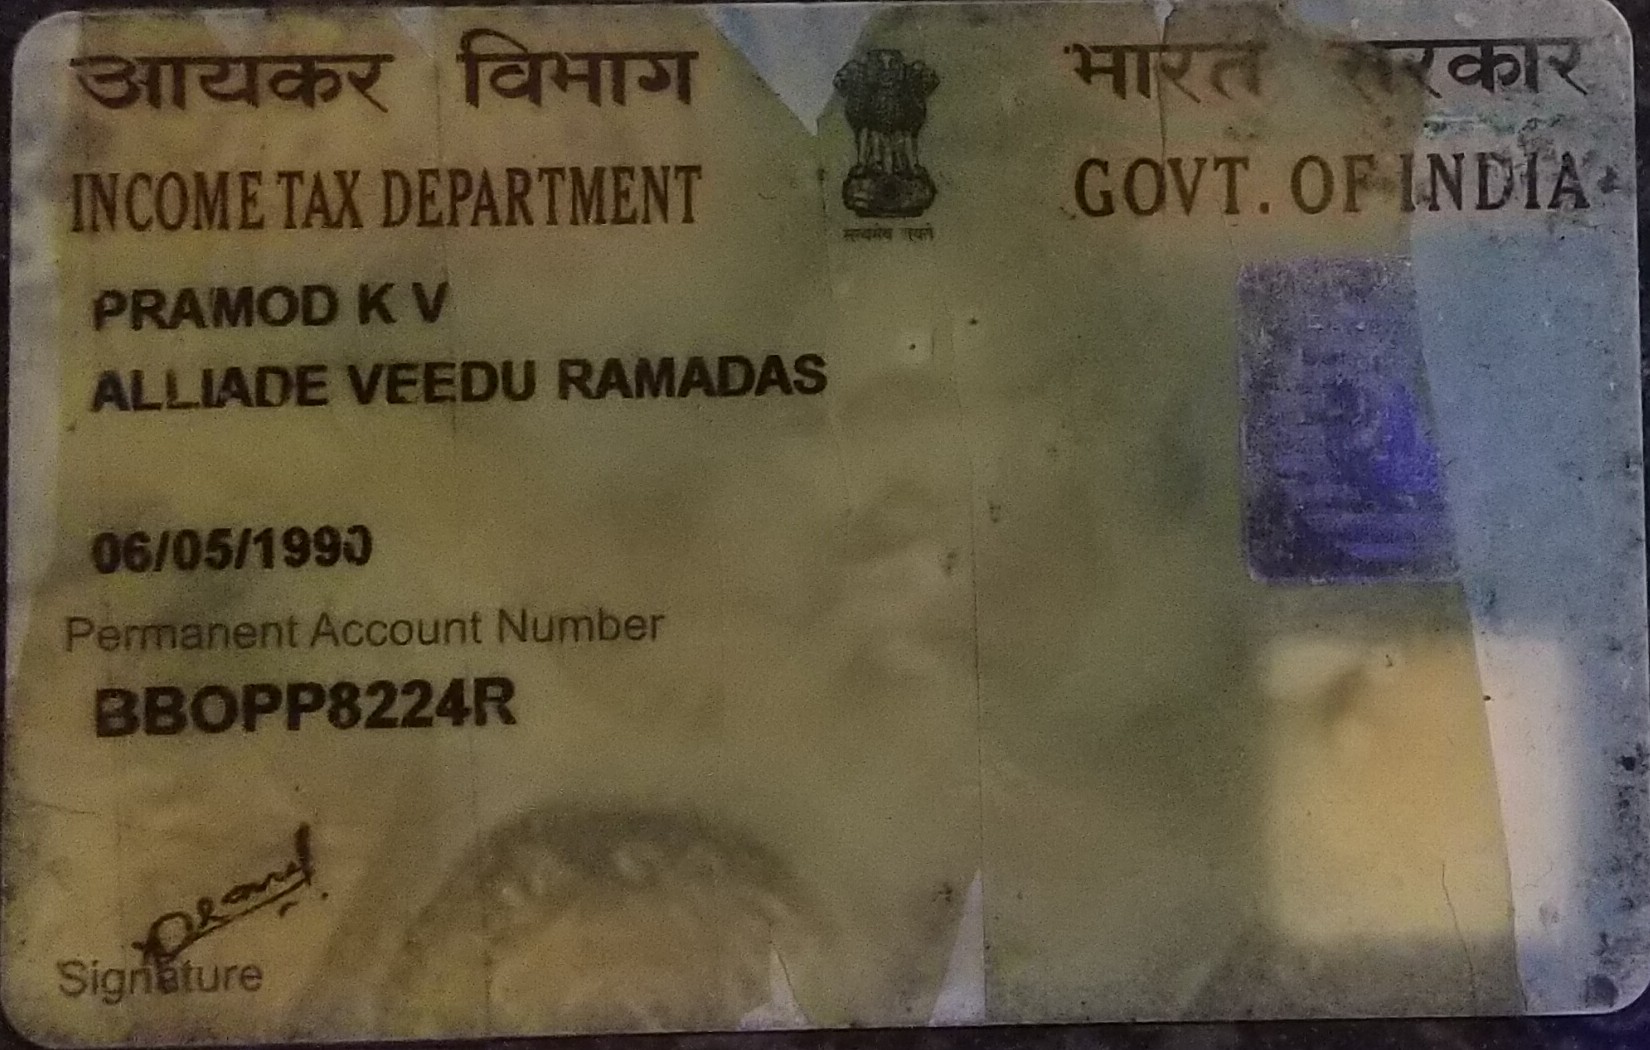 आयकर विभाग
भारत सरकार
INCOME TAX DEPARTMENT
GOVT. OF INDIA
सत्यमेव जयते
PRAMOD K V
ALLIADE VEEDU RAMADAS
06/05/1990
Permanent Account Number
BBOPP8224R
Signature